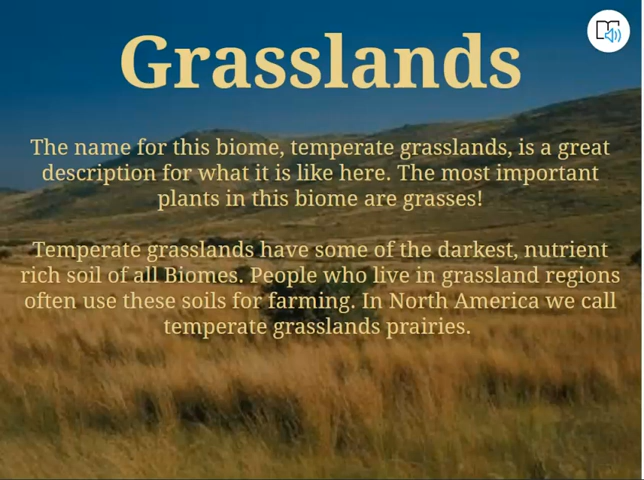 Grasslands
The name for this biome, temperate grasslands, is a great
description for what it is like here. The most important
plants in this biome are grasses!
Temperate grasslands have some of the darkest, nutrient
rich soil of all Biomes. People who live in grassland regions
often use these soils for farming. In North America we call
temperate grasslands prairies.